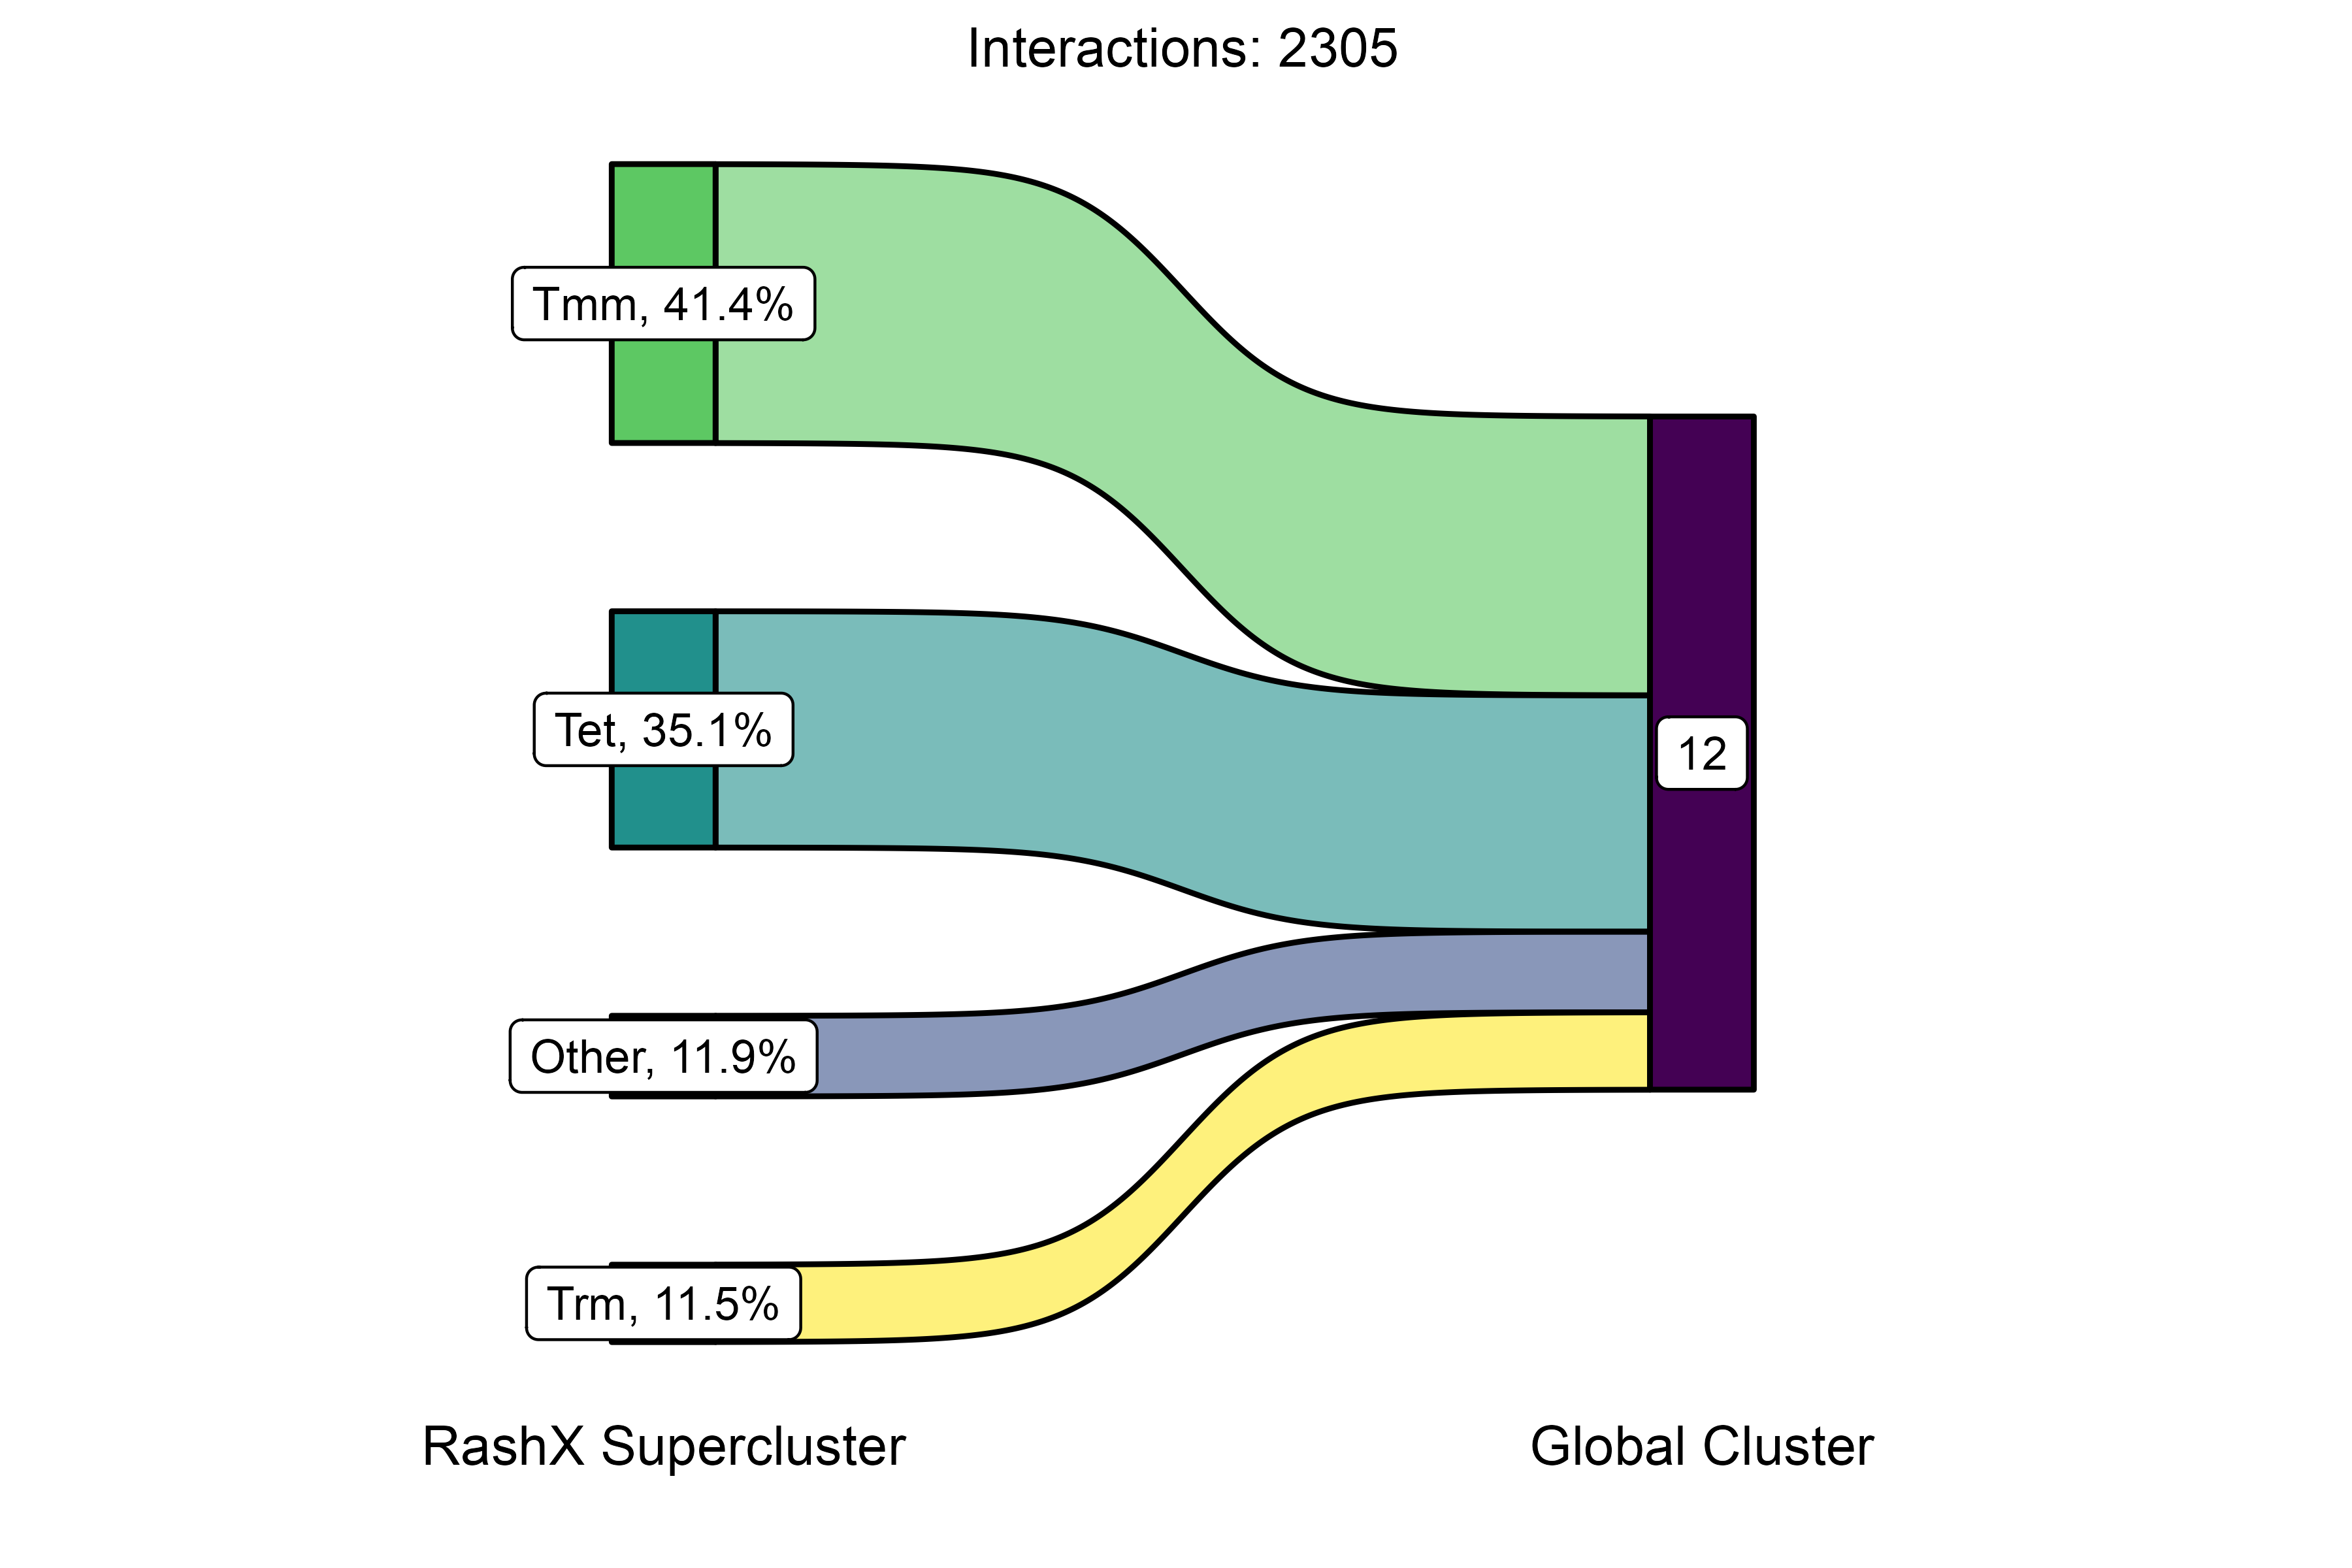 Interactions: 2305
Tmm, 41.4%
Tet, 35.1%
12
Other, 11.9%
Trm, 11.5%
RashX Supercluster
Global Cluster